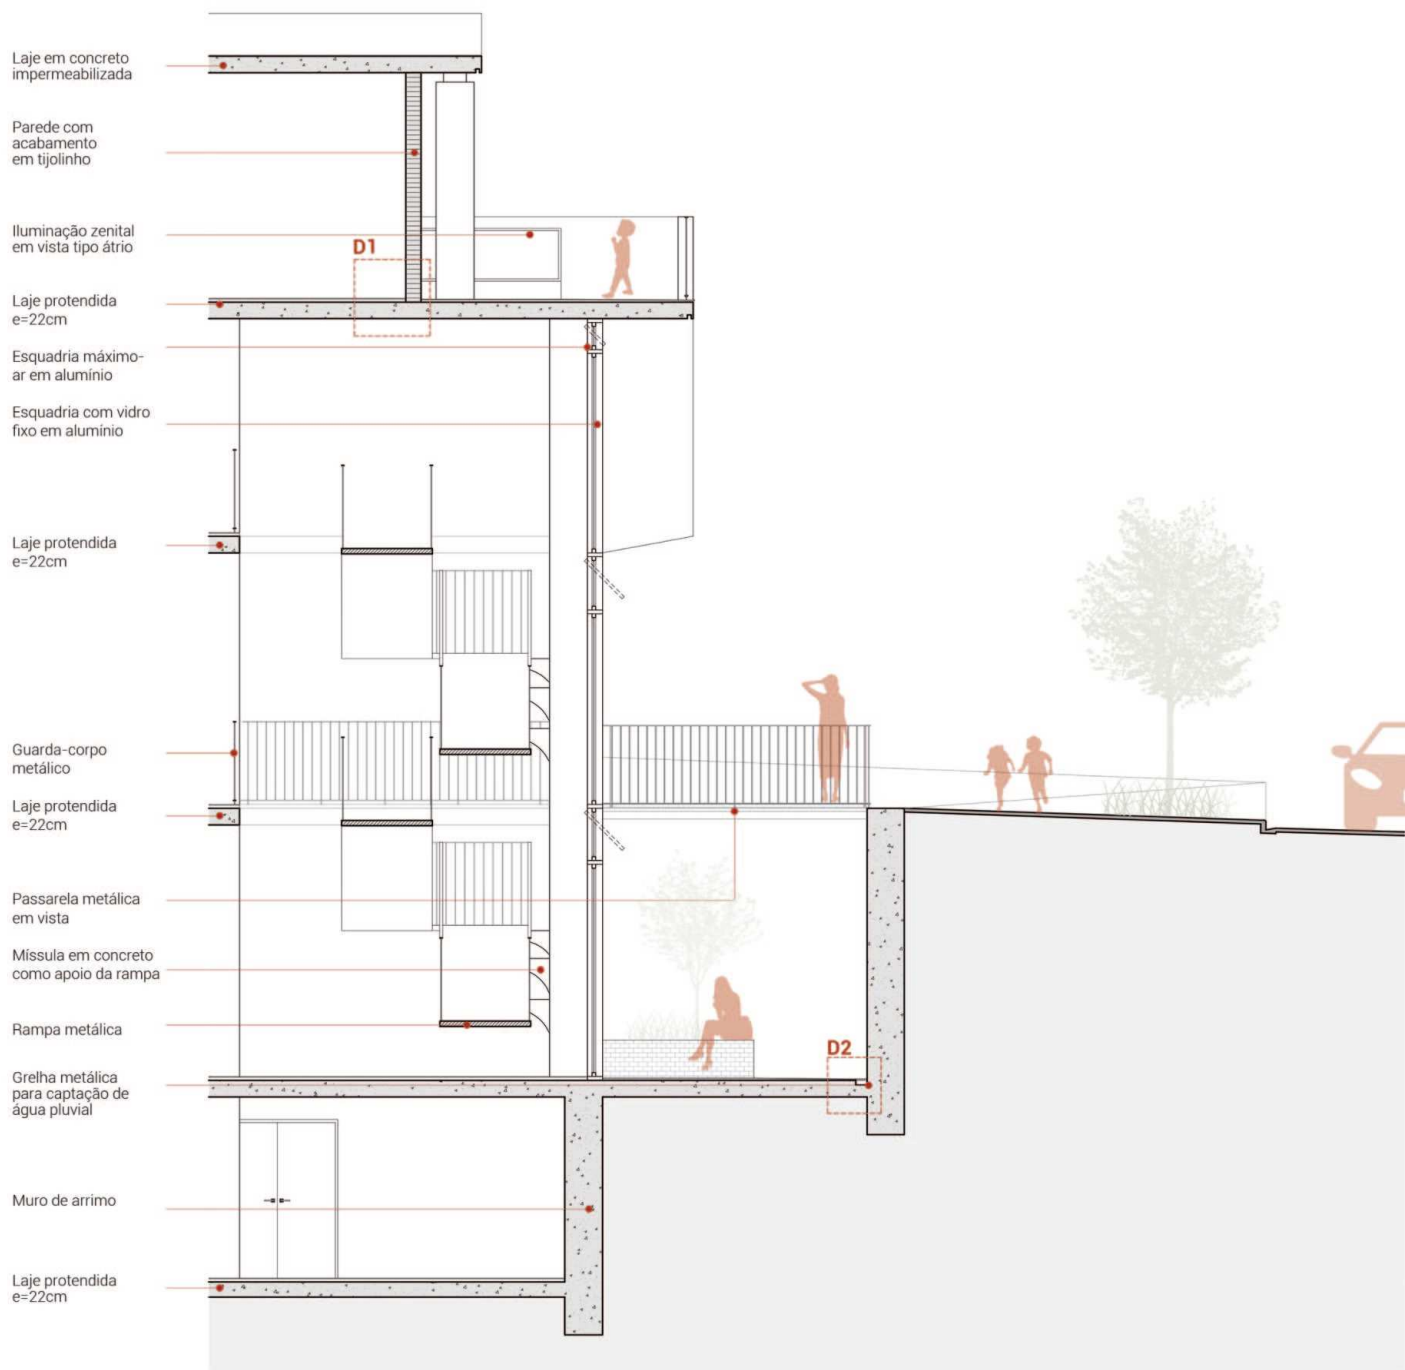 Laje em concreto
impermeabilizada
Parede com
acabamento
em tijolinho
Iluminação zenital
em vista tipo átrio
D1
Laje protendida
e=22cm
Esquadria máximo-
ar em alumínio
Esquadria com vidro
fixo em alumínio
Laje protendida
e=22cm
Guarda-corpo
metálico
Laje protendida
e=22cm
Passarela metálica
em vista
Míssula em concreto
como apoio da rampa
Rampa metálica
D2
Grelha metálica
para captação de
água pluvial
Muro de arrimo
Laje protendida
e=22cm